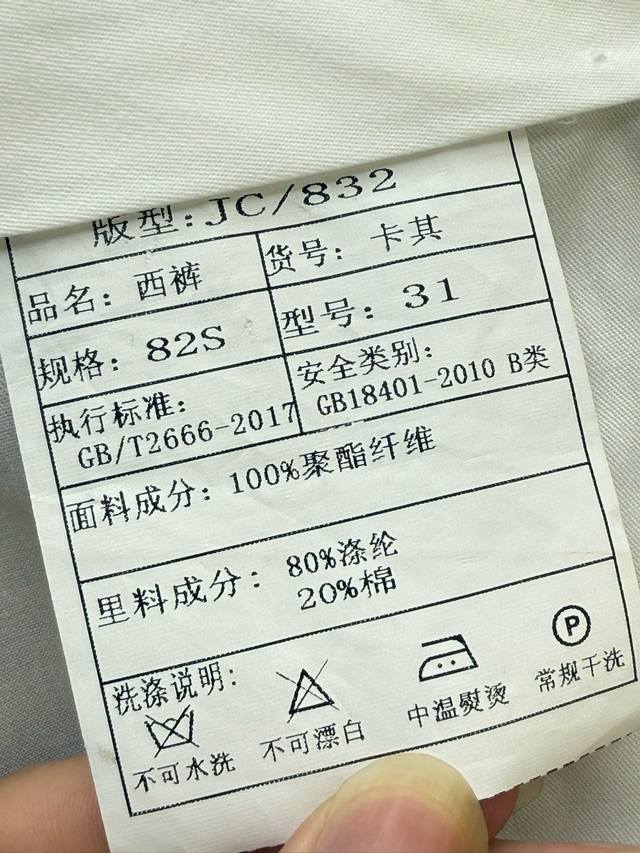 版型:JC/832
品名: 西裤
货号: 卡其
规格: 82S
型号: 31
执行标准:
GB/T2666-2017
安全类别:
GB18401-2010 B类
面料成分: 100%聚酯纤维
里料成分: 80%涤纶
20%棉
洗涤说明:
P
不可水洗 不可漂白 中温熨烫 常规干洗